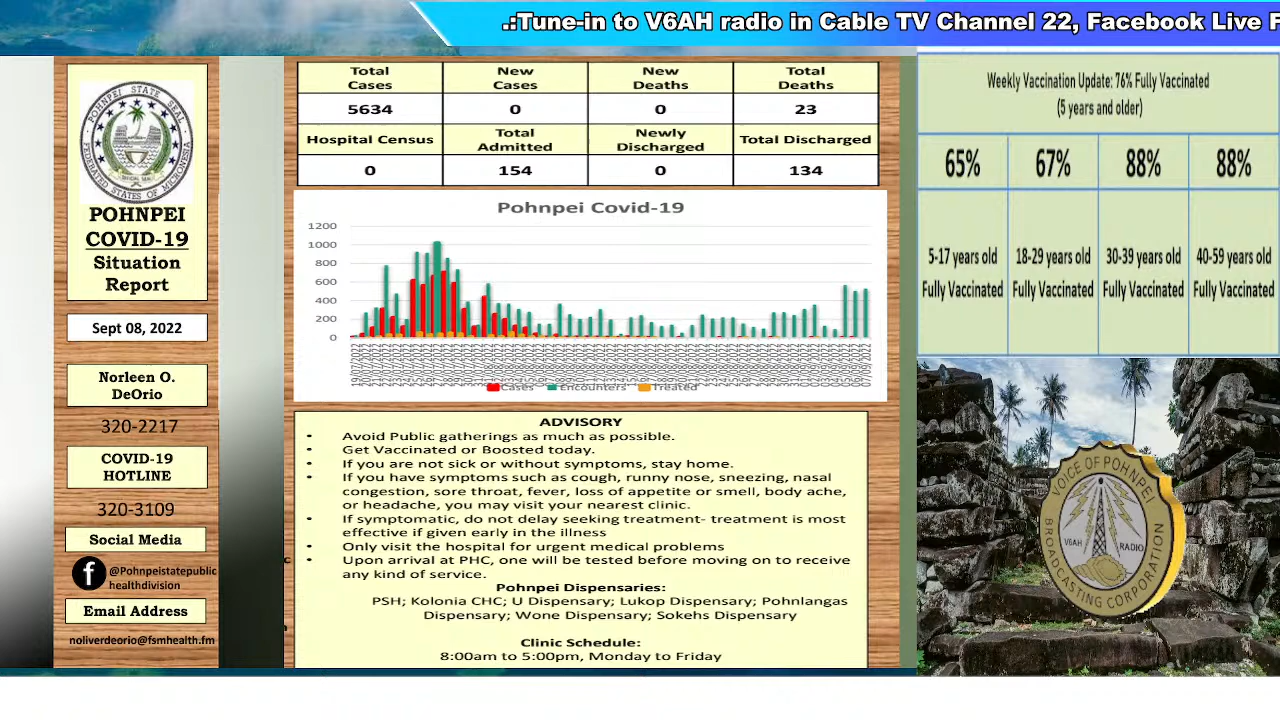 .:Tune-in to V6AH radio in Cable TV Channel 22, Facebook Live
POHNPEI STATE SEAL
FEDERATED STATES OF MICRONESIA
POHNPEI
COVID-19
Situation
Report
Sept 08, 2022
Norleen O.
DeOrio
320-2217
COVID-19
HOTLINE
320-3109
Social Media
f
@Pohnpeistatepublic
healthdivision
Email Address
noliverdeorio@fsmhealth.fm
Total Cases
New Cases
New Deaths
Total Deaths
5634
0
0
23
Hospital Census
Total Admitted
Newly Discharged
Total Discharged
0
154
0
134
Pohnpei Covid-19
1200
1000
800
600
400
200
0
Cases
Encounters
Treated
ADVISORY
• Avoid Public gatherings as much as possible.
• Get Vaccinated or Boosted today.
• If you are not sick or without symptoms, stay home.
• If you have symptoms such as cough, runny nose, sneezing, nasal
congestion, sore throat, fever, loss of appetite or smell, body ache,
or headache, you may visit your nearest clinic.
• If symptomatic, do not delay seeking treatment- treatment is most
effective if given early in the illness
• Only visit the hospital for urgent medical problems
• Upon arrival at PHC, one will be tested before moving on to receive
any kind of service.
Pohnpei Dispensaries:
PSH; Kolonia CHC; U Dispensary; Lukop Dispensary; Pohnlangas
Dispensary; Wone Dispensary; Sokehs Dispensary
Clinic Schedule:
8:00am to 5:00pm, Monday to Friday
Weekly Vaccination Update: 76% Fully Vaccinated
(5 years and older)
65%
67%
88%
88%
5-17 years old
Fully Vaccinated
18-29 years old
Fully Vaccinated
30-39 years old
Fully Vaccinated
40-59 years old
Fully Vaccinated
VOICE OF POHNPEI
V6AH RADIO
BROADCASTING CORPORATION